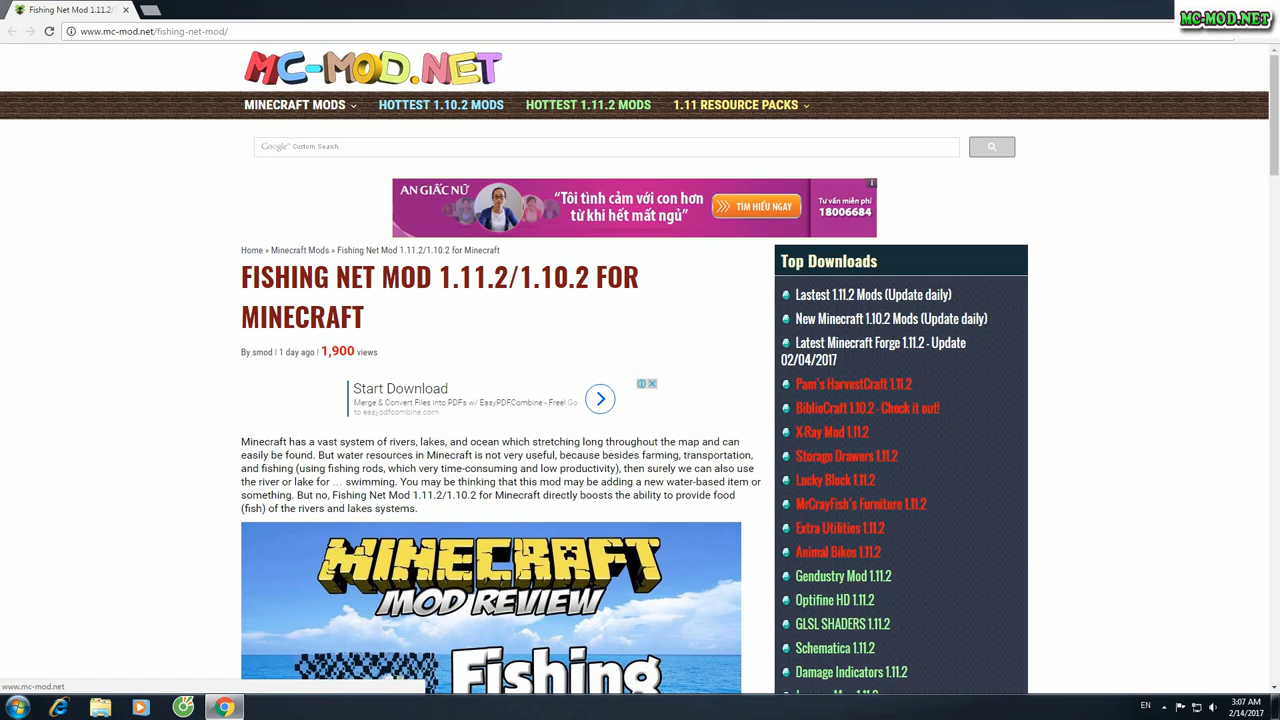 Fishing Net Mod 1.11.2/
MC-MOD.NET
www.mc-mod.net/fishing-net-mod/
MC-MOD.NET
MINECRAFT MODS
HOTTEST 1.10.2 MODS
HOTTEST 1.11.2 MODS
1.11 RESOURCE PACKS
Google™ Custom Search
AN GIẤC NỮ
“Tôi tình cảm với con hơn
từ khi hết mất ngủ”
TÌM HIỂU NGAY
Tư vấn miễn phí
18006684
Home » Minecraft Mods » Fishing Net Mod 1.11.2/1.10.2 for Minecraft
FISHING NET MOD 1.11.2/1.10.2 FOR
MINECRAFT
By smod | 1 day ago | 1,900 views
Start Download
Merge & Convert Files into PDFs w/ EasyPDFCombine - Free! Go
to easypdfcombine.com
Minecraft has a vast system of rivers, lakes, and ocean which stretching long throughout the map and can
easily be found. But water resources in Minecraft is not very useful, because besides farming, transportation,
and fishing (using fishing rods, which very time-consuming and low productivity), then surely we can also use
the river or lake for … swimming. You may be thinking that this mod may be adding a new water-based item or
something. But no, Fishing Net Mod 1.11.2/1.10.2 for Minecraft directly boosts the ability to provide food
(fish) of the rivers and lakes systems.
MINECRAFT
MOD REVIEW
Fishing
Top Downloads
Lastest 1.11.2 Mods (Update daily)
New Minecraft 1.10.2 Mods (Update daily)
Latest Minecraft Forge 1.11.2 - Update
02/04/2017
Pam's HarvestCraft 1.11.2
BiblioCraft 1.10.2 - Check it out!
X-Ray Mod 1.11.2
Storage Drawers 1.11.2
Lucky Block 1.11.2
MrCrayFish's Furniture 1.11.2
Extra Utilities 1.11.2
Animal Bikes 1.11.2
Gendustry Mod 1.11.2
Optifine HD 1.11.2
GLSL SHADERS 1.11.2
Schematica 1.11.2
Damage Indicators 1.11.2
www.mc-mod.net
EN
3:07 AM
2/14/2017